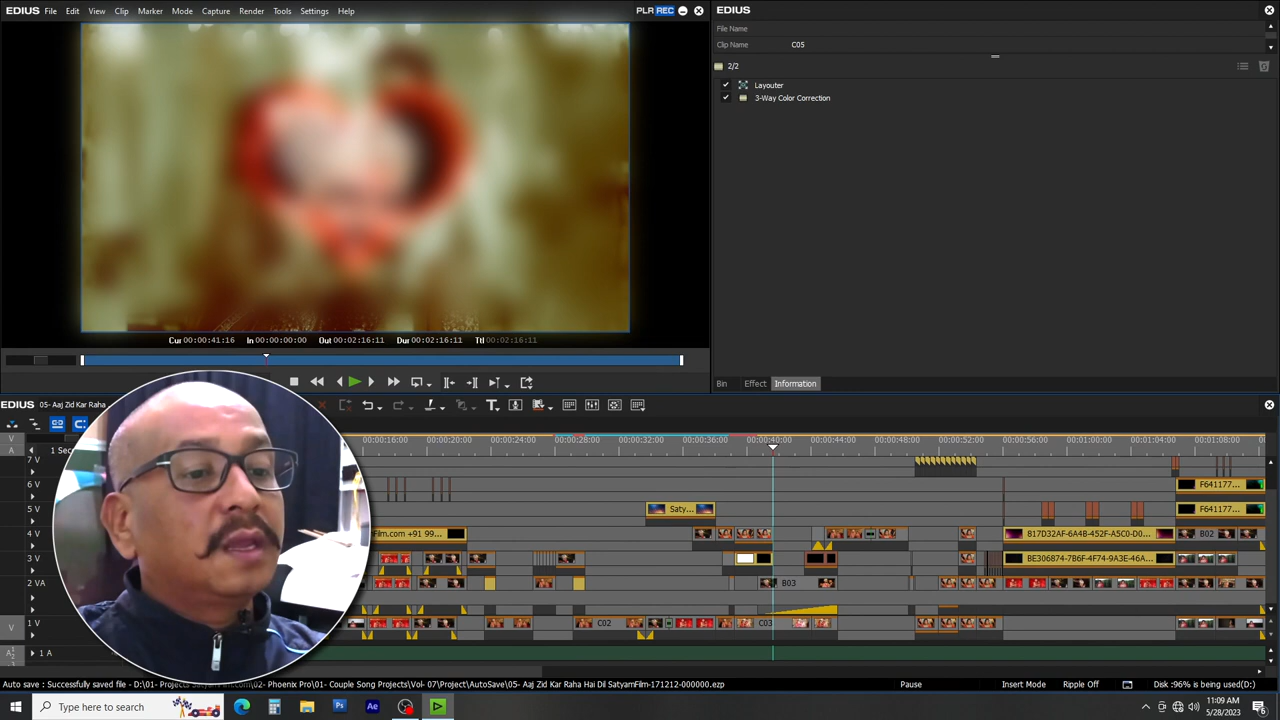 EDIUS File Edit View Clip Marker Mode Capture Render Tools Settings Help PLR REC
EDIUS
File Name
Clip Name C05
2/2
Layouter
3-Way Color Correction
Cur 00:00:41:16 In 00:00:00:00 Out 00:02:16:11 Dur 00:02:16:11 Ttl 00:02:16:11
Bin Effect Information
EDIUS 05- Aaj Zid Kar Raha
V
A
1 Sec
00:00:16:00 00:00:20:00 00:00:24:00 00:00:28:00 00:00:32:00 00:00:36:00 00:00:40:00 00:00:44:00 00:00:48:00 00:00:52:00 00:00:56:00 00:01:00:00 00:01:04:00 00:01:08:00
7 V
6 V F641177...
5 V Saty... F641177...
4 V Film.com +91 99... 817D32AF-6A4B-452F-A5C0-D0... B02
3 V BE306874-7B6F-4F74-9A3E-46A...
2 VA B03
V 1 V C02 C03
1 A
Auto save : Successfully saved file - D:\01- Projects SatyamFilm.com\02- Phoenix Pro\01- Couple Song Projects\Vol- 07\Project\AutoSave\05- Aaj Zid Kar Raha Hai Dil SatyamFilm-171212-000000.ezp Pause Insert Mode Ripple Off Disk :96% is being used(D:)
Type here to search
Ps
Ae
11:09 AM
5/28/2023
6